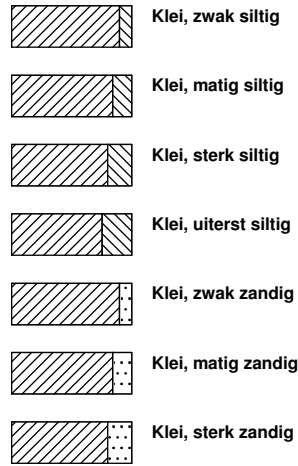 Klei, zwak siltig
Klei, matig siltig
Klei, sterk siltig
Klei, uiterst siltig
Klei, zwak zandig
Klei, matig zandig
Klei, sterk zandig